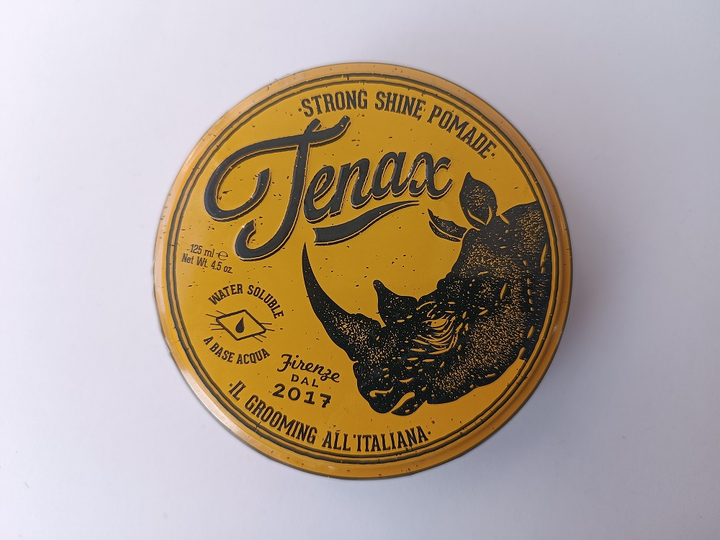 ·STRONG SHINE POMADE·
Tenax
125 ml ℮
Net Wt. 4.5 oz.
WATER SOLUBLE
A BASE ACQUA
Firenze
DAL
2017
·IL GROOMING ALL'ITALIANA·